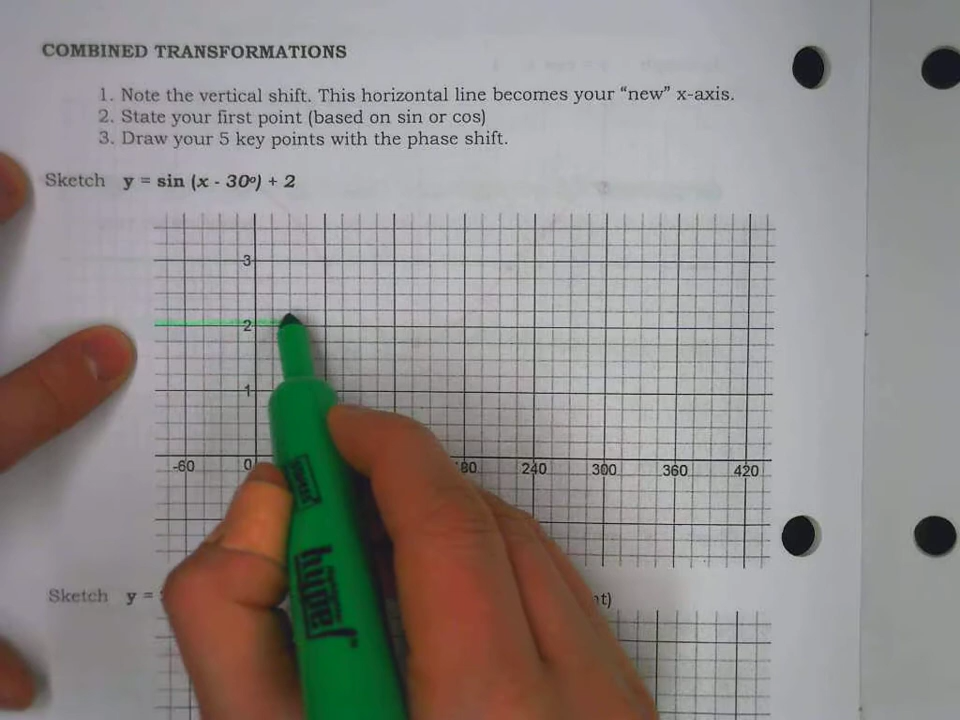 COMBINED TRANSFORMATIONS
1. Note the vertical shift. This horizontal line becomes your “new” x-axis.
2. State your first point (based on sin or cos)
3. Draw your 5 key points with the phase shift.
Sketch y = sin (x - 30º) + 2
3
2
1
-60 0 240 300 360 420
Sketch y =